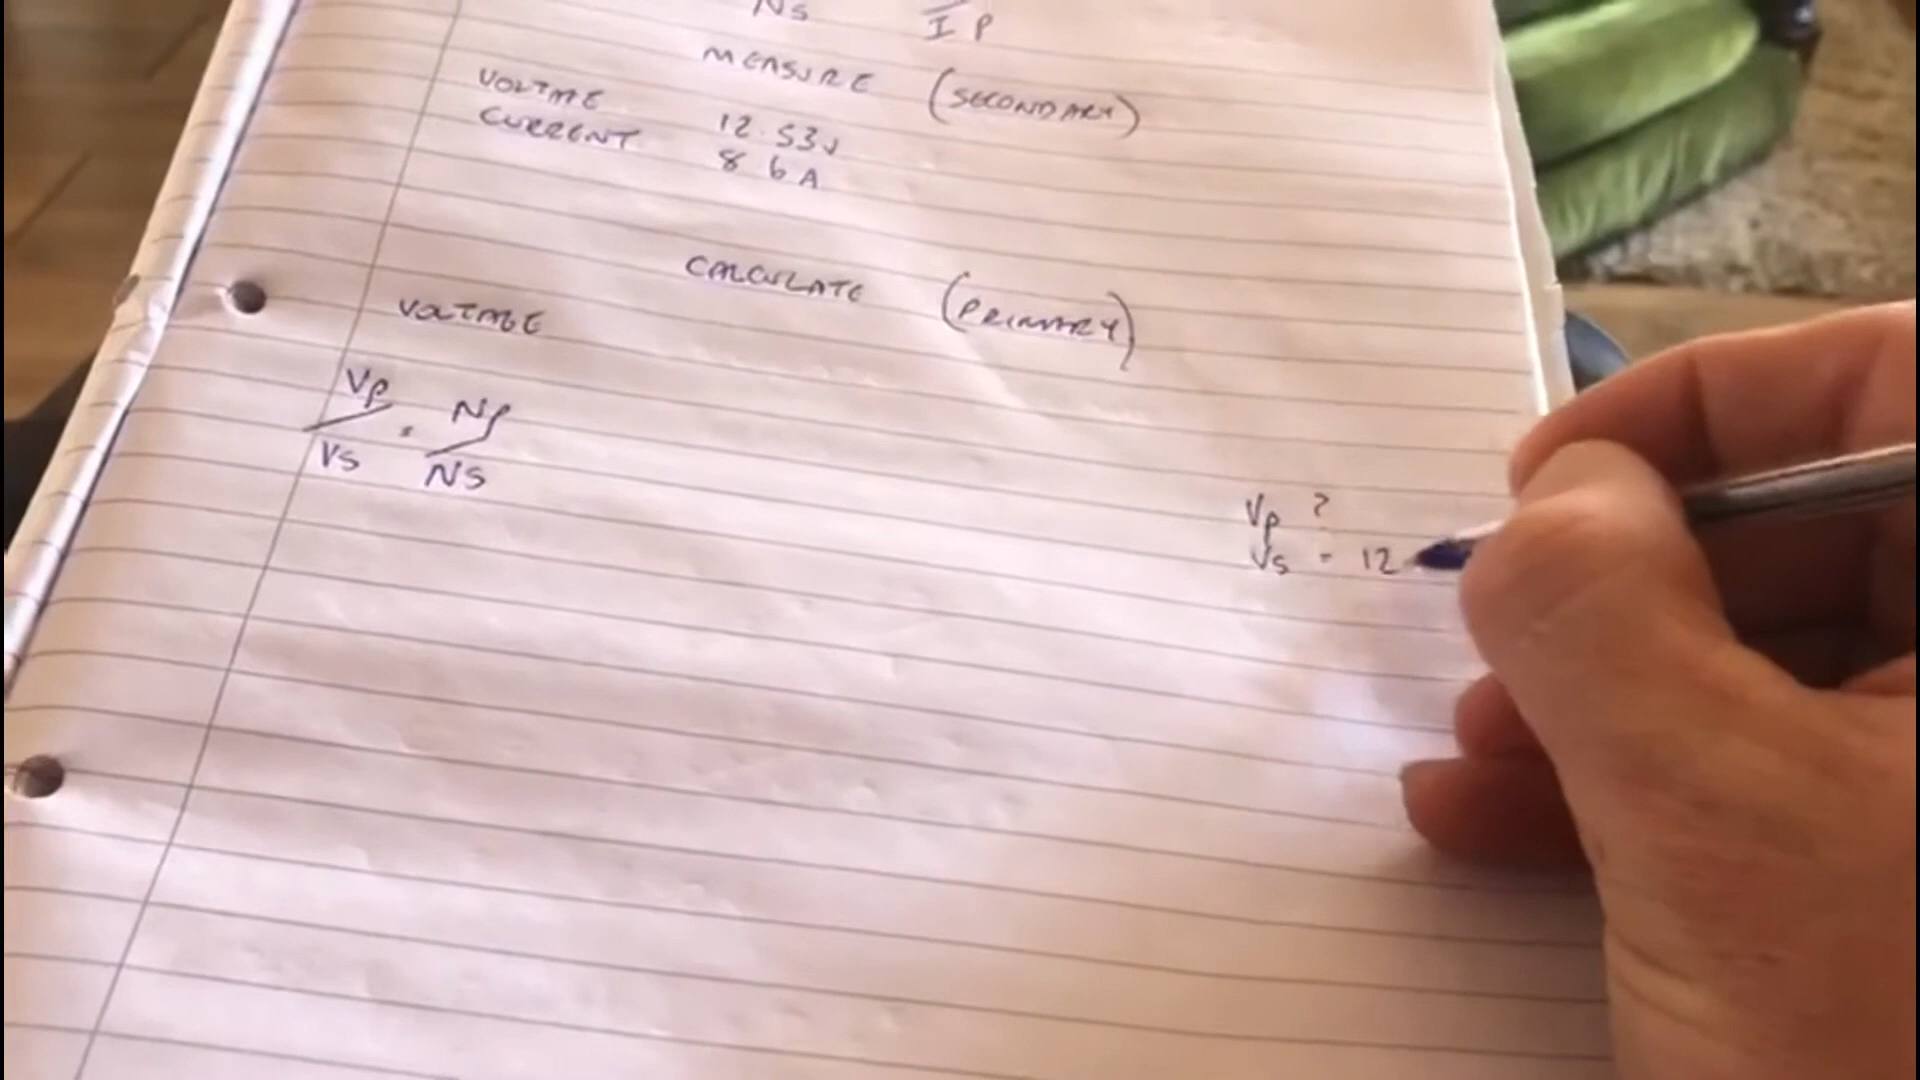 Ns IP
MEASURE (SECONDARY)
VOLTAGE 12.53V
CURRENT 8 6 A
CALCULATE (PRIMARY)
VOLTAGE
Vp = Np
Vs Ns
Vp ?
Vs = 12